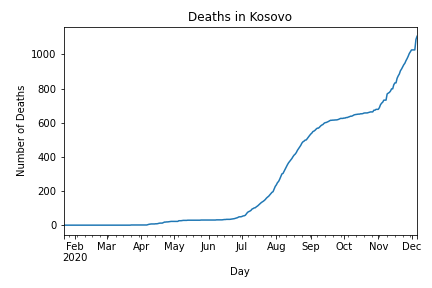 Deaths in Kosovo
Number of Deaths
1000
800
600
400
200
0
Feb Mar Apr May Jun Jul Aug Sep Oct Nov Dec
2020
Day